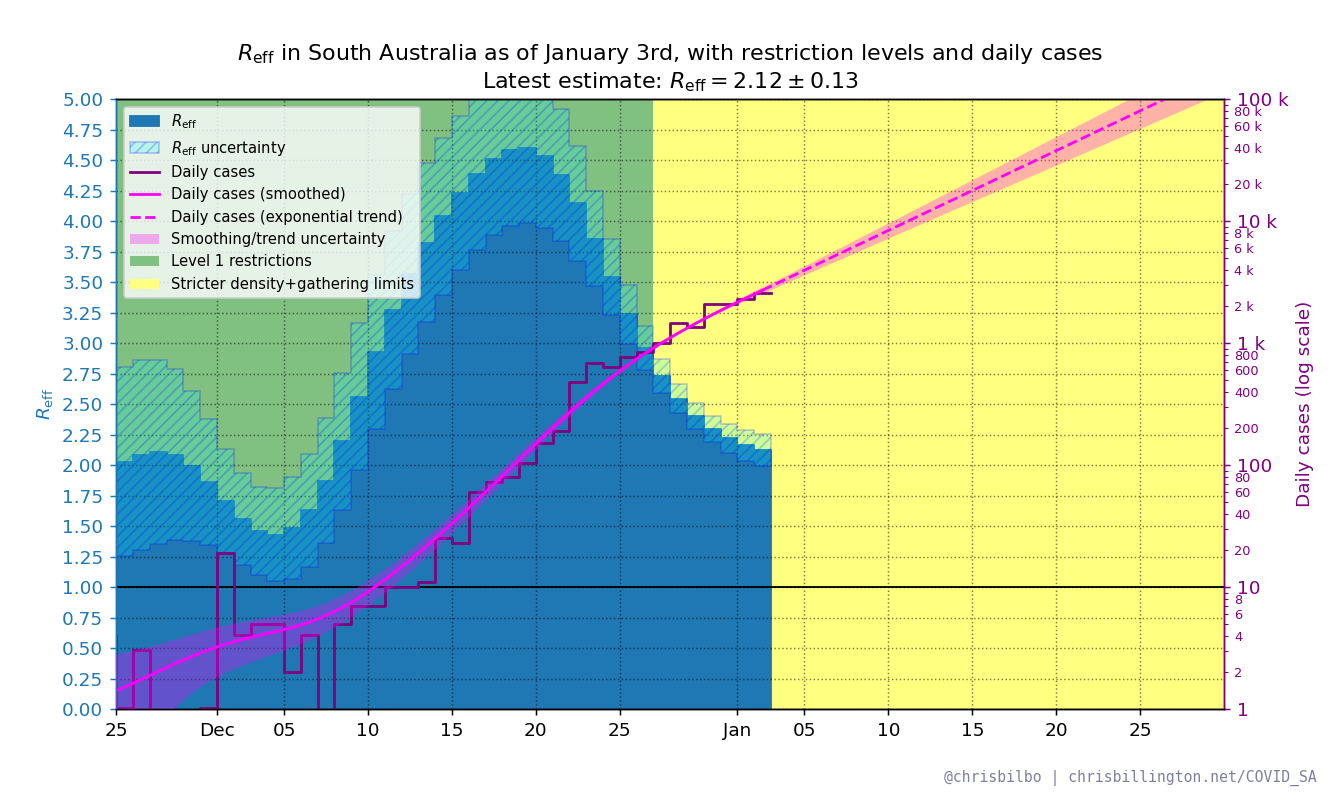 Reff in South Australia as of January 3rd, with restriction levels and daily cases
Latest estimate: Reff = 2.12 ± 0.13
Reff
Reff uncertainty
Daily cases
Daily cases (smoothed)
Daily cases (exponential trend)
Smoothing/trend uncertainty
Level 1 restrictions
Stricter density+gathering limits
Reff
5.00
4.75
4.50
4.25
4.00
3.75
3.50
3.25
3.00
2.75
2.50
2.25
2.00
1.75
1.50
1.25
1.00
0.75
0.50
0.25
0.00
25
Dec
05
10
15
20
25
Jan
05
10
15
20
25
100 k
80 k
60 k
40 k
20 k
10 k
8 k
6 k
4 k
2 k
1 k
800
600
400
200
100
80
60
40
20
10
8
6
4
2
1
Daily cases (log scale)
@chrisbilbo | chrisbillington.net/COVID_SA